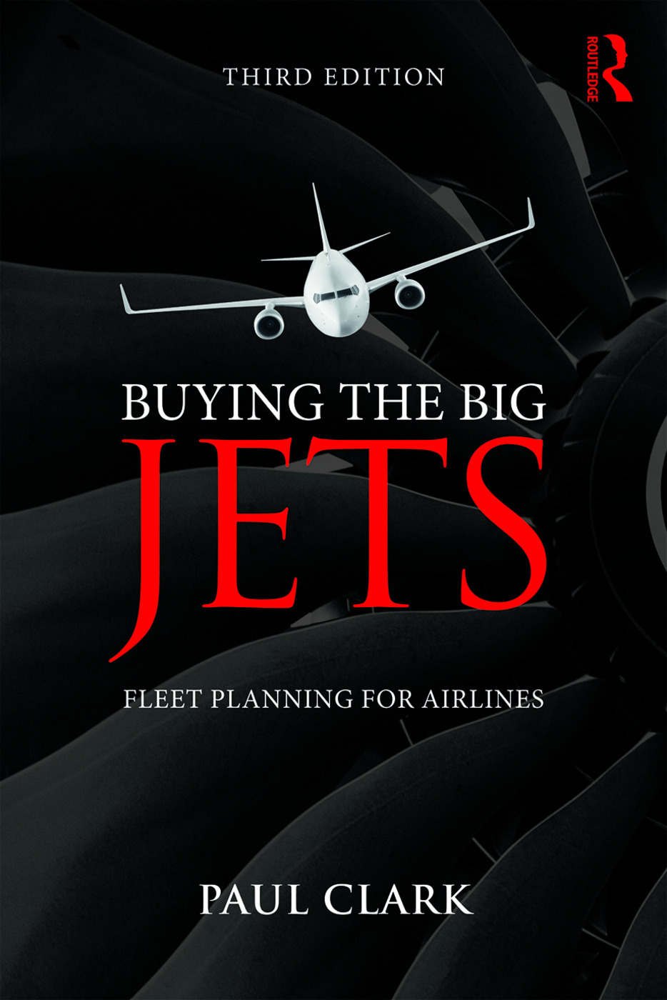 THIRD EDITION
ROUTLEDGE
BUYING THE BIG
JETS
FLEET PLANNING FOR AIRLINES
PAUL CLARK